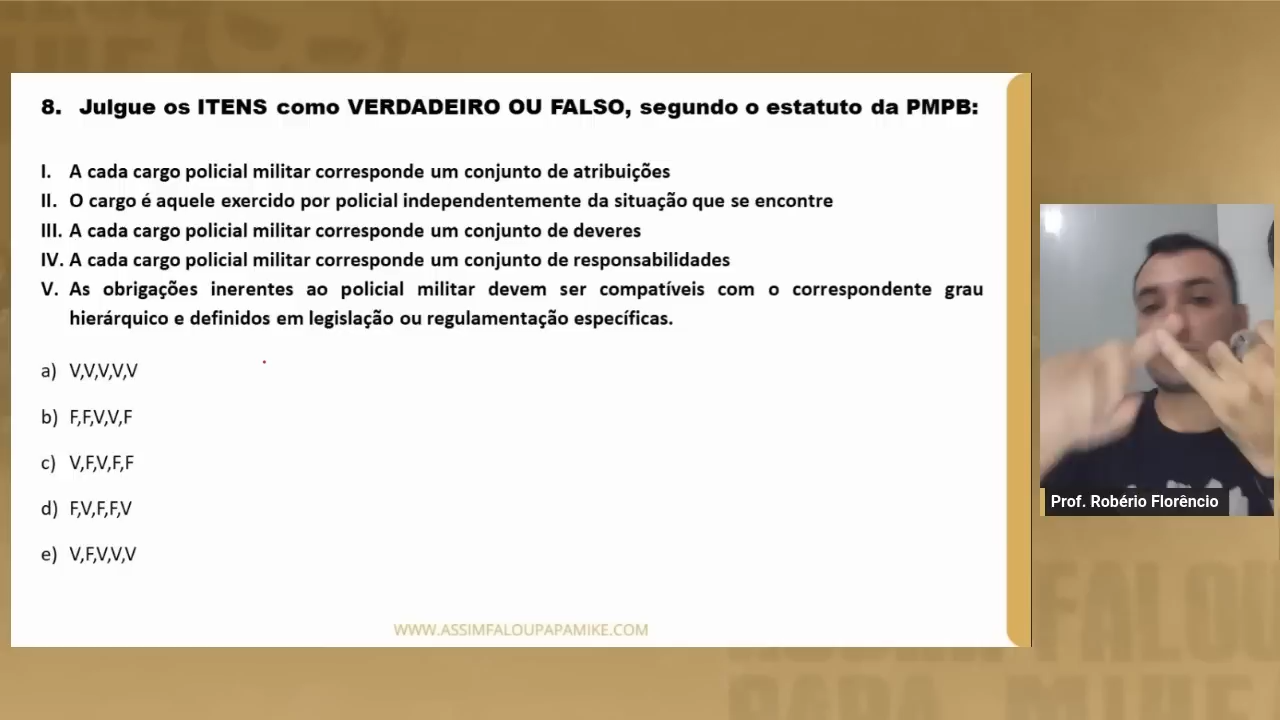 8. Julgue os ITENS como VERDADEIRO OU FALSO, segundo o estatuto da PMPB:
I. A cada cargo policial militar corresponde um conjunto de atribuições
II. O cargo é aquele exercido por policial independentemente da situação que se encontre
III. A cada cargo policial militar corresponde um conjunto de deveres
IV. A cada cargo policial militar corresponde um conjunto de responsabilidades
V. As obrigações inerentes ao policial militar devem ser compatíveis com o correspondente grau
hierárquico e definidos em legislação ou regulamentação específicas.
a) V,V,V,V,V
b) F,F,V,V,F
c) V,F,V,F,F
d) F,V,F,F,V
e) V,F,V,V,V
WWW.ASSIMFALOUPAPAMIKE.COM
Prof. Robério Florêncio